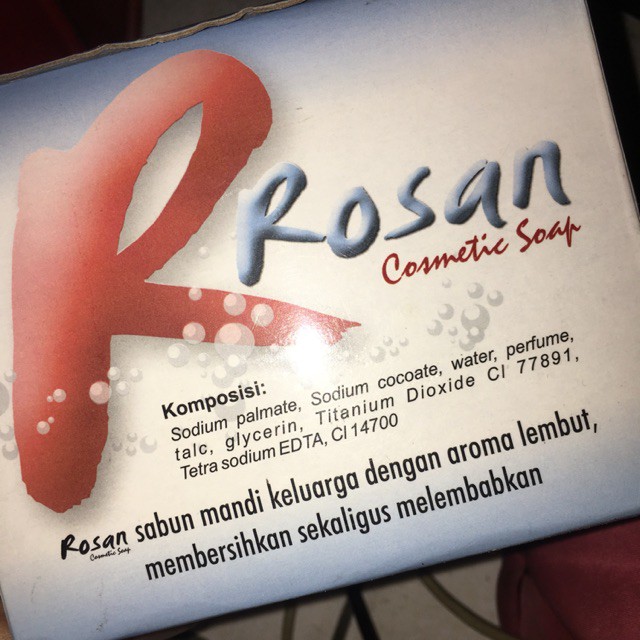 R
Rosan
Cosmetic Soap
Komposisi:
Sodium palmate, Sodium cocoate, water, perfume,
talc, glycerin, Titanium Dioxide CI 77891,
Tetra sodium EDTA, CI 14700
Rosan sabun mandi keluarga dengan aroma lembut,
Cosmetic Soap
membersihkan sekaligus melembabkan